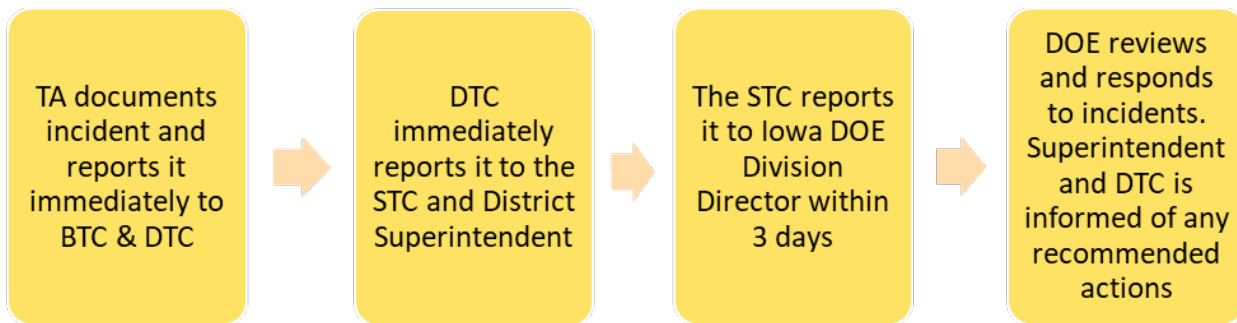 TA documents
incident and
reports it
immediately to
BTC & DTC
DTC
immediately
reports it to the
STC and District
Superintendent
The STC reports
it to Iowa DOE
Division
Director within
3 days
DOE reviews
and responds
to incidents.
Superintendent
and DTC is
informed of any
recommended
actions